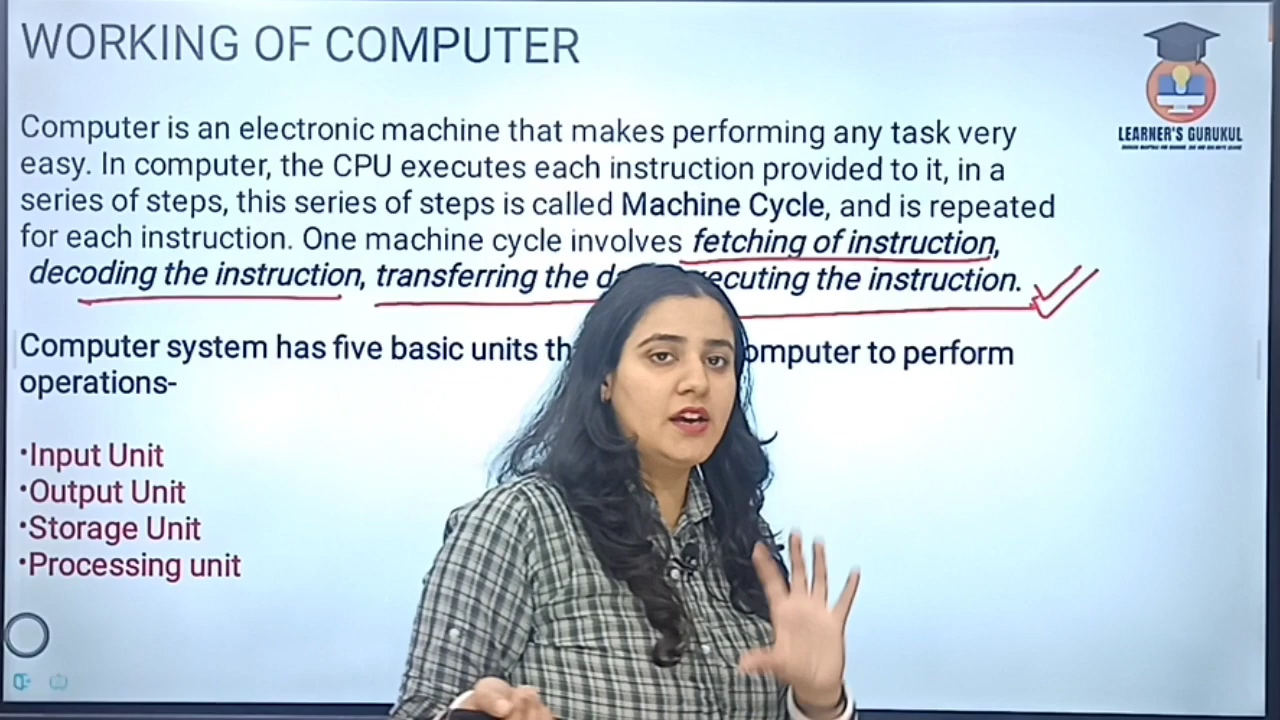 WORKING OF COMPUTER
LEARNER'S GURUKUL
Computer is an electronic machine that makes performing any task very
easy. In computer, the CPU executes each instruction provided to it, in a
series of steps, this series of steps is called Machine Cycle, and is repeated
for each instruction. One machine cycle involves fetching of instruction,
decoding the instruction, transferring the the instruction.
Computer system has five basic units to perform
operations-
•Input Unit
•Output Unit
•Storage Unit
•Processing unit